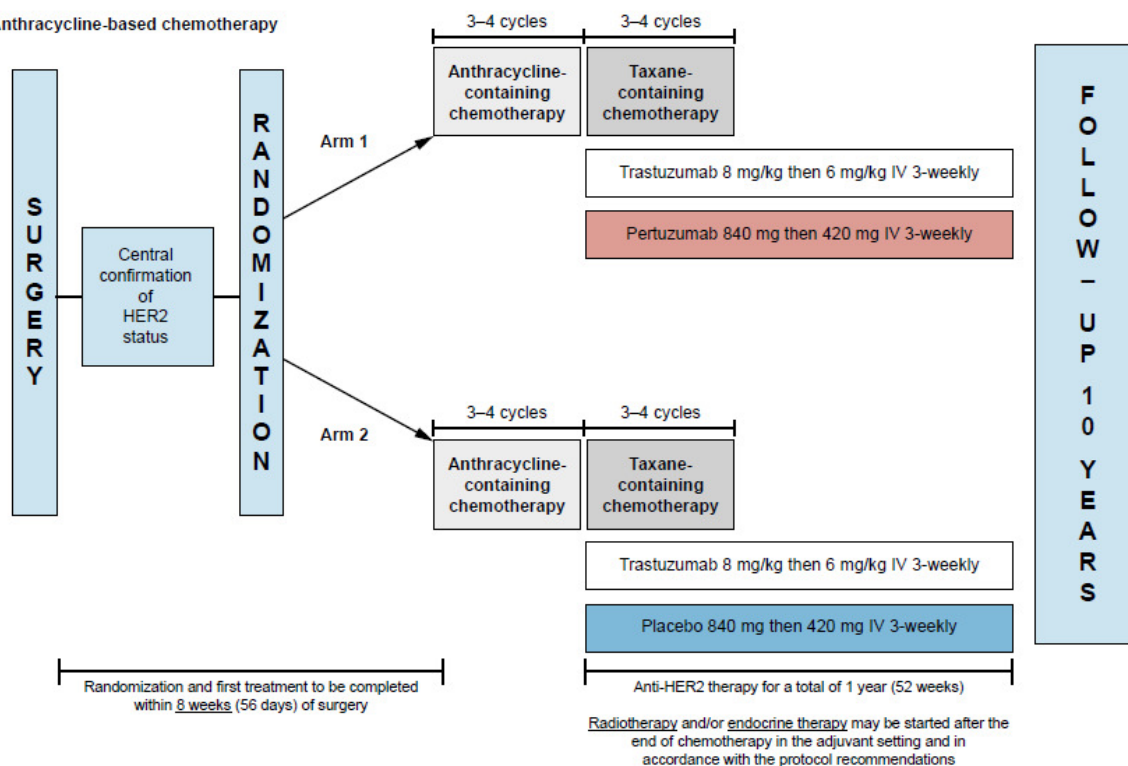 Anthracycline-based chemotherapy
SURGERY
Central
confirmation
of
HER2
status
RANDOMIZATION
Arm 1
3–4 cycles
3–4 cycles
Anthracycline-
containing
chemotherapy
Taxane-
containing
chemotherapy
Trastuzumab 8 mg/kg then 6 mg/kg IV 3-weekly
Pertuzumab 840 mg then 420 mg IV 3-weekly
Arm 2
3–4 cycles
3–4 cycles
Anthracycline-
containing
chemotherapy
Taxane-
containing
chemotherapy
Trastuzumab 8 mg/kg then 6 mg/kg IV 3-weekly
Placebo 840 mg then 420 mg IV 3-weekly
FOLLOW–UP 10 YEARS
Randomization and first treatment to be completed
within 8 weeks (56 days) of surgery
Anti-HER2 therapy for a total of 1 year (52 weeks)
Radiotherapy and/or endocrine therapy may be started after the
end of chemotherapy in the adjuvant setting and in
accordance with the protocol recommendations